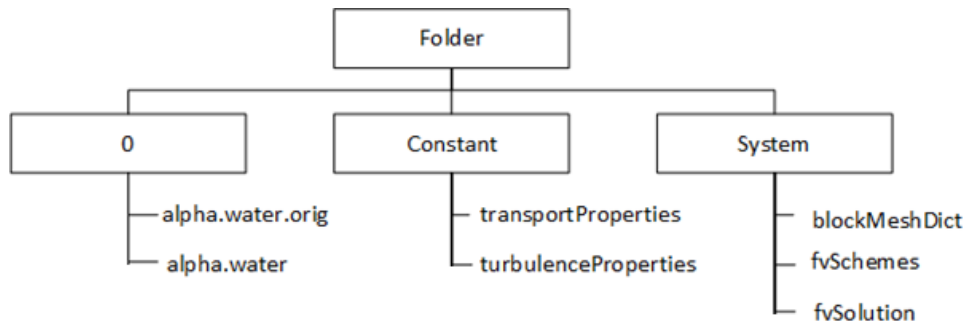 Folder
0
Constant
System
alpha.water.orig
alpha.water
transportProperties
turbulenceProperties
blockMeshDict
fvSchemes
fvSolution